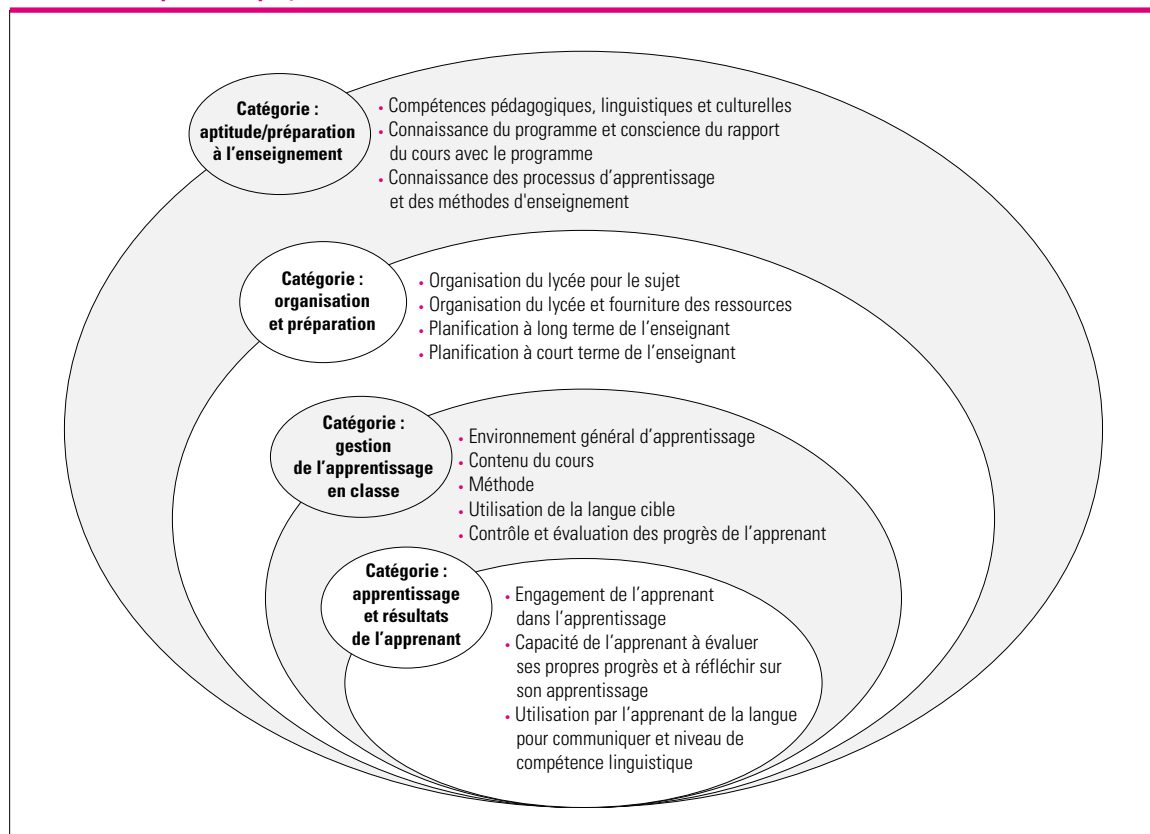 Catégorie :
aptitude/préparation
à l’enseignement
• Compétences pédagogiques, linguistiques et culturelles
• Connaissance du programme et conscience du rapport
du cours avec le programme
• Connaissance des processus d’apprentissage
et des méthodes d'enseignement
Catégorie :
organisation
et préparation
• Organisation du lycée pour le sujet
• Organisation du lycée et fourniture des ressources
• Planification à long terme de l’enseignant
• Planification à court terme de l’enseignant
Catégorie :
gestion
de l’apprentissage
en classe
• Environnement général d’apprentissage
• Contenu du cours
• Méthode
• Utilisation de la langue cible
• Contrôle et évaluation des progrès de l’apprenant
Catégorie :
apprentissage
et résultats
de l’apprenant
• Engagement de l’apprenant
dans l’apprentissage
• Capacité de l’apprenant à évaluer
ses propres progrès et à réfléchir sur
son apprentissage
• Utilisation par l’apprenant de la langue
pour communiquer et niveau de
compétence linguistique